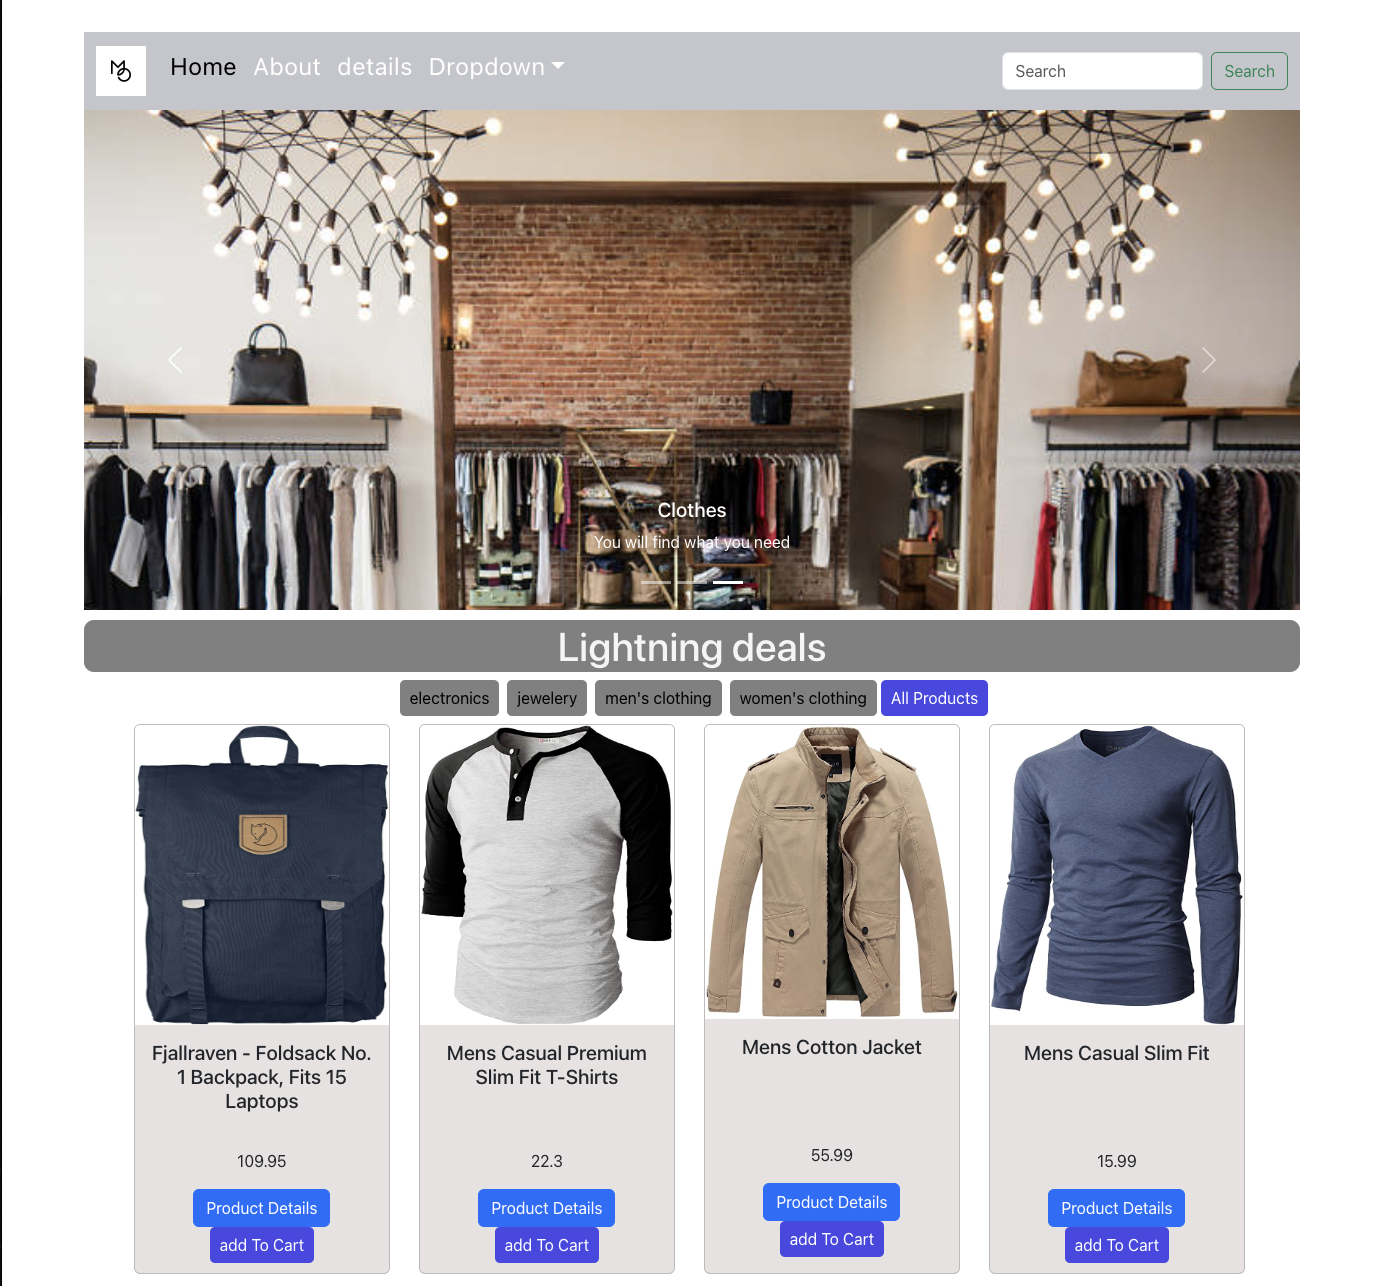 Home About details Dropdown Search Search
Clothes
You will find what you need
Lightning deals
electronics jewelery men's clothing women's clothing All Products
Fjallraven - Foldsack No.
1 Backpack, Fits 15
Laptops
109.95
Product Details
add To Cart
Mens Casual Premium
Slim Fit T-Shirts
22.3
Product Details
add To Cart
Mens Cotton Jacket
55.99
Product Details
add To Cart
Mens Casual Slim Fit
15.99
Product Details
add To Cart